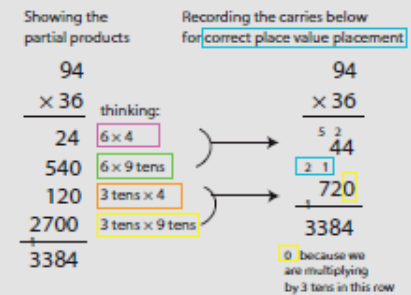 Showing the
partial products
94
× 36
thinking:
24 6 × 4
540 6 × 9 tens
120 3 tens × 4
2700 3 tens × 9 tens
1
3384
Recording the carries below
for correct place value placement
94
× 36
5 2
44
2 1
720
1
3384
0 because we
are multiplying
by 3 tens in this row